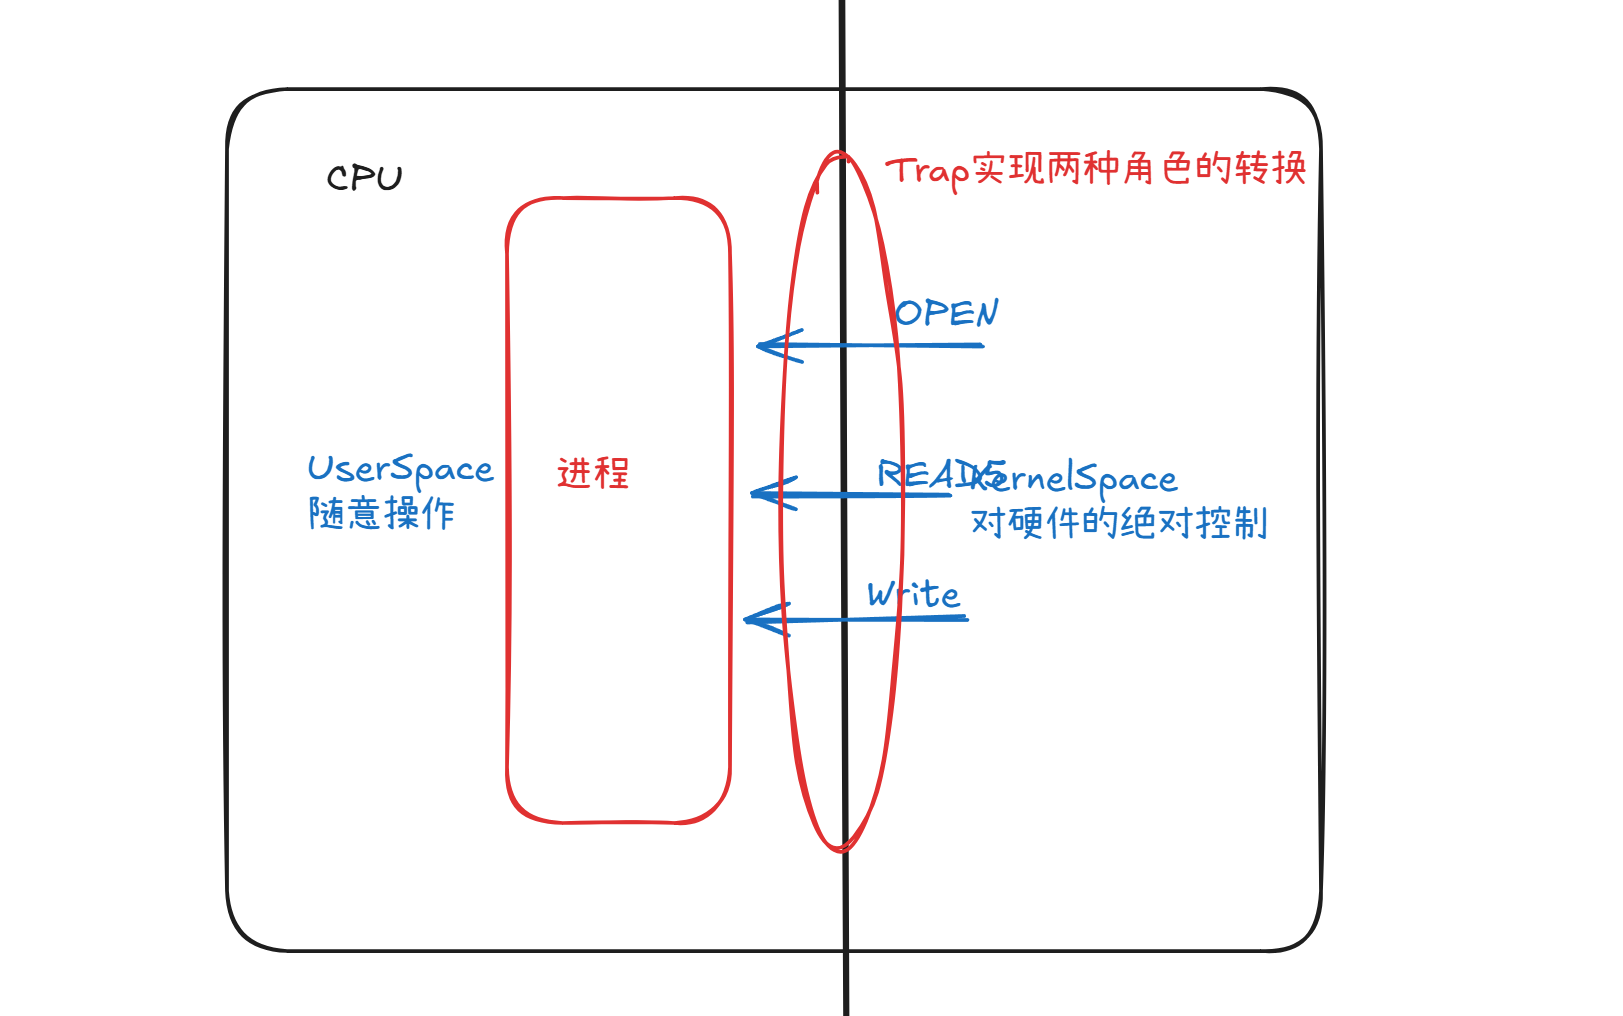 CPU
Trap实现两种角色的转换
OPEN
UserSpace
随意操作
进程
READ
KernelSpace
对硬件的绝对控制
Write